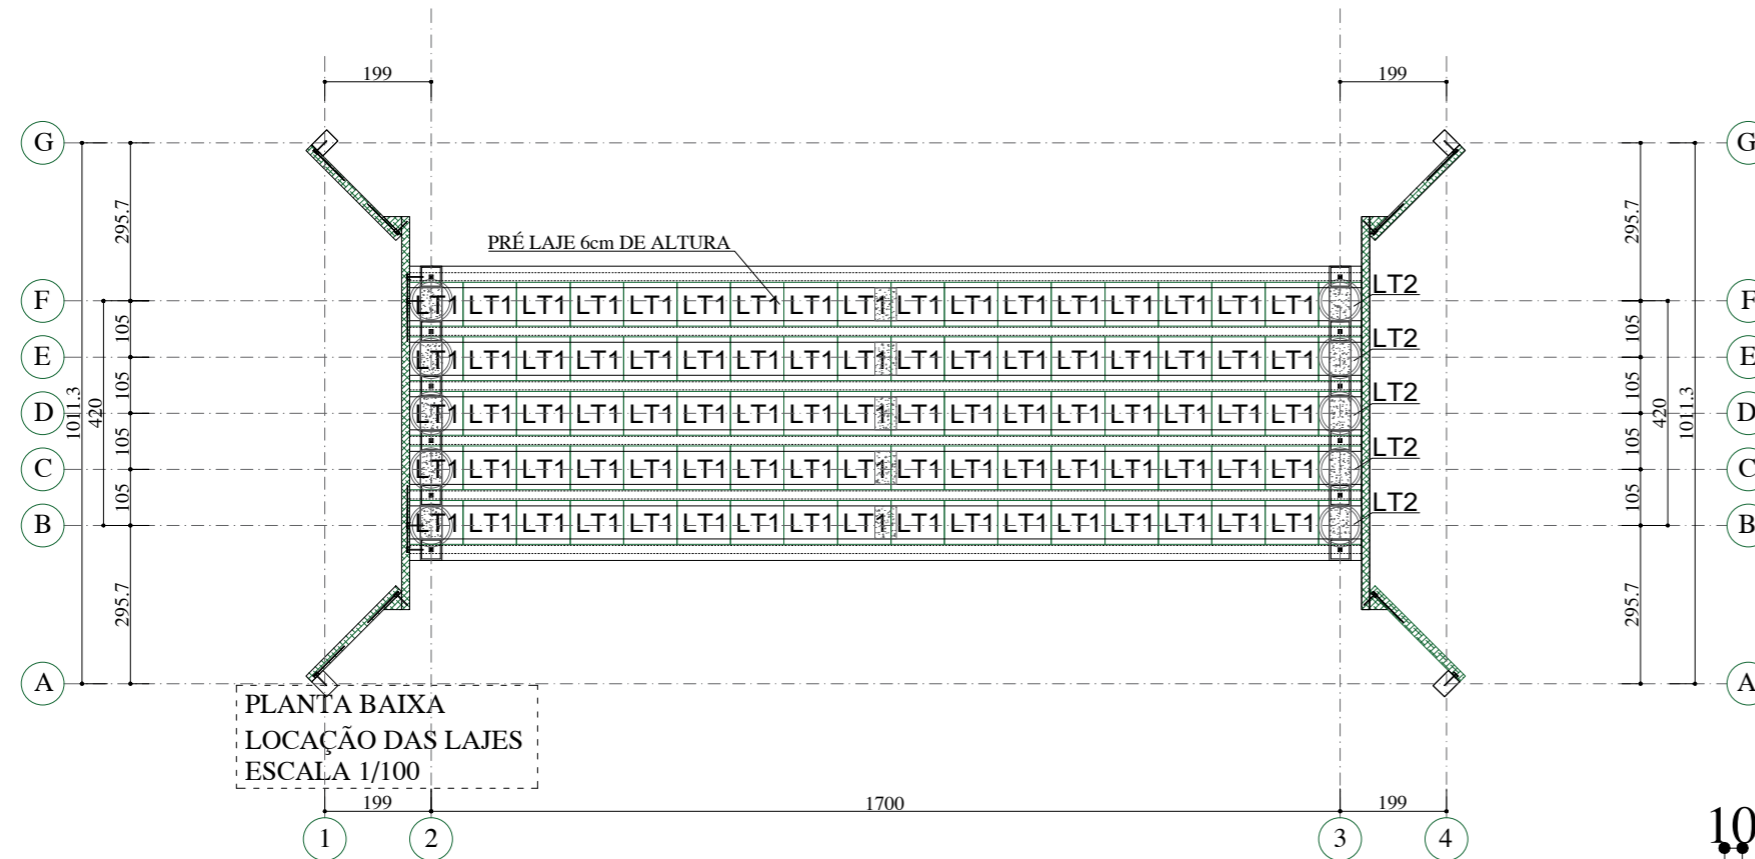 199 199
G G
295.7 295.7
PRÉ LAJE 6cm DE ALTURA
F LT1 LT1 LT1 LT1 LT1 LT1 LT1 LT1 LT1 LT1 LT1 LT1 LT1 LT1 LT1 LT1 LT1 LT2 F
105 105
E LT1 LT1 LT1 LT1 LT1 LT1 LT1 LT1 LT1 LT1 LT1 LT1 LT1 LT1 LT1 LT1 LT1 LT2 E
105 105
1011.3 420 420 1011.3
D LT1 LT1 LT1 LT1 LT1 LT1 LT1 LT1 LT1 LT1 LT1 LT1 LT1 LT1 LT1 LT1 LT1 LT2 D
105 105
C LT1 LT1 LT1 LT1 LT1 LT1 LT1 LT1 LT1 LT1 LT1 LT1 LT1 LT1 LT1 LT1 LT1 LT2 C
105 105
B LT1 LT1 LT1 LT1 LT1 LT1 LT1 LT1 LT1 LT1 LT1 LT1 LT1 LT1 LT1 LT1 LT1 LT2 B
295.7 295.7
A A
PLANTA BAIXA
LOCAÇÃO DAS LAJES
ESCALA 1/100
199 1700 199
1 2 3 4
10